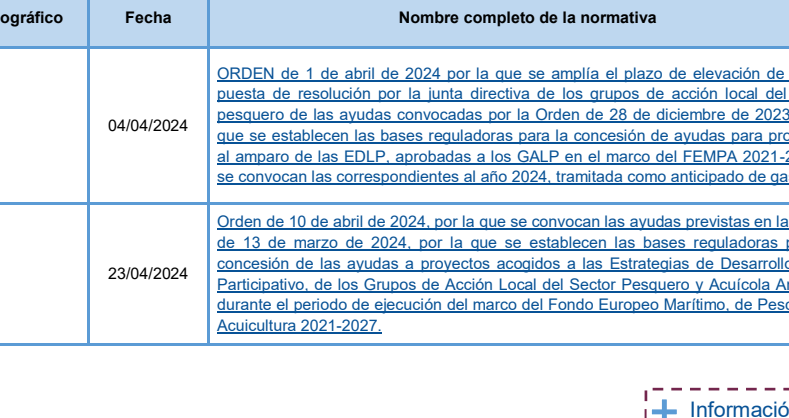 ográfico
Fecha
Nombre completo de la normativa
04/04/2024
ORDEN de 1 de abril de 2024 por la que se amplía el plazo de elevación de
puesta de resolución por la junta directiva de los grupos de acción local del
pesquero de las ayudas convocadas por la Orden de 28 de diciembre de 2023
que se establecen las bases reguladoras para la concesión de ayudas para pro
al amparo de las EDLP, aprobadas a los GALP en el marco del FEMPA 2021-2
se convocan las correspondientes al año 2024, tramitada como anticipado de ga
23/04/2024
Orden de 10 de abril de 2024, por la que se convocan las ayudas previstas en la
de 13 de marzo de 2024, por la que se establecen las bases reguladoras p
concesión de las ayudas a proyectos acogidos a las Estrategias de Desarrollo
Participativo, de los Grupos de Acción Local del Sector Pesquero y Acuícola An
durante el periodo de ejecución del marco del Fondo Europeo Marítimo, de Pesc
Acuicultura 2021-2027.
Informació